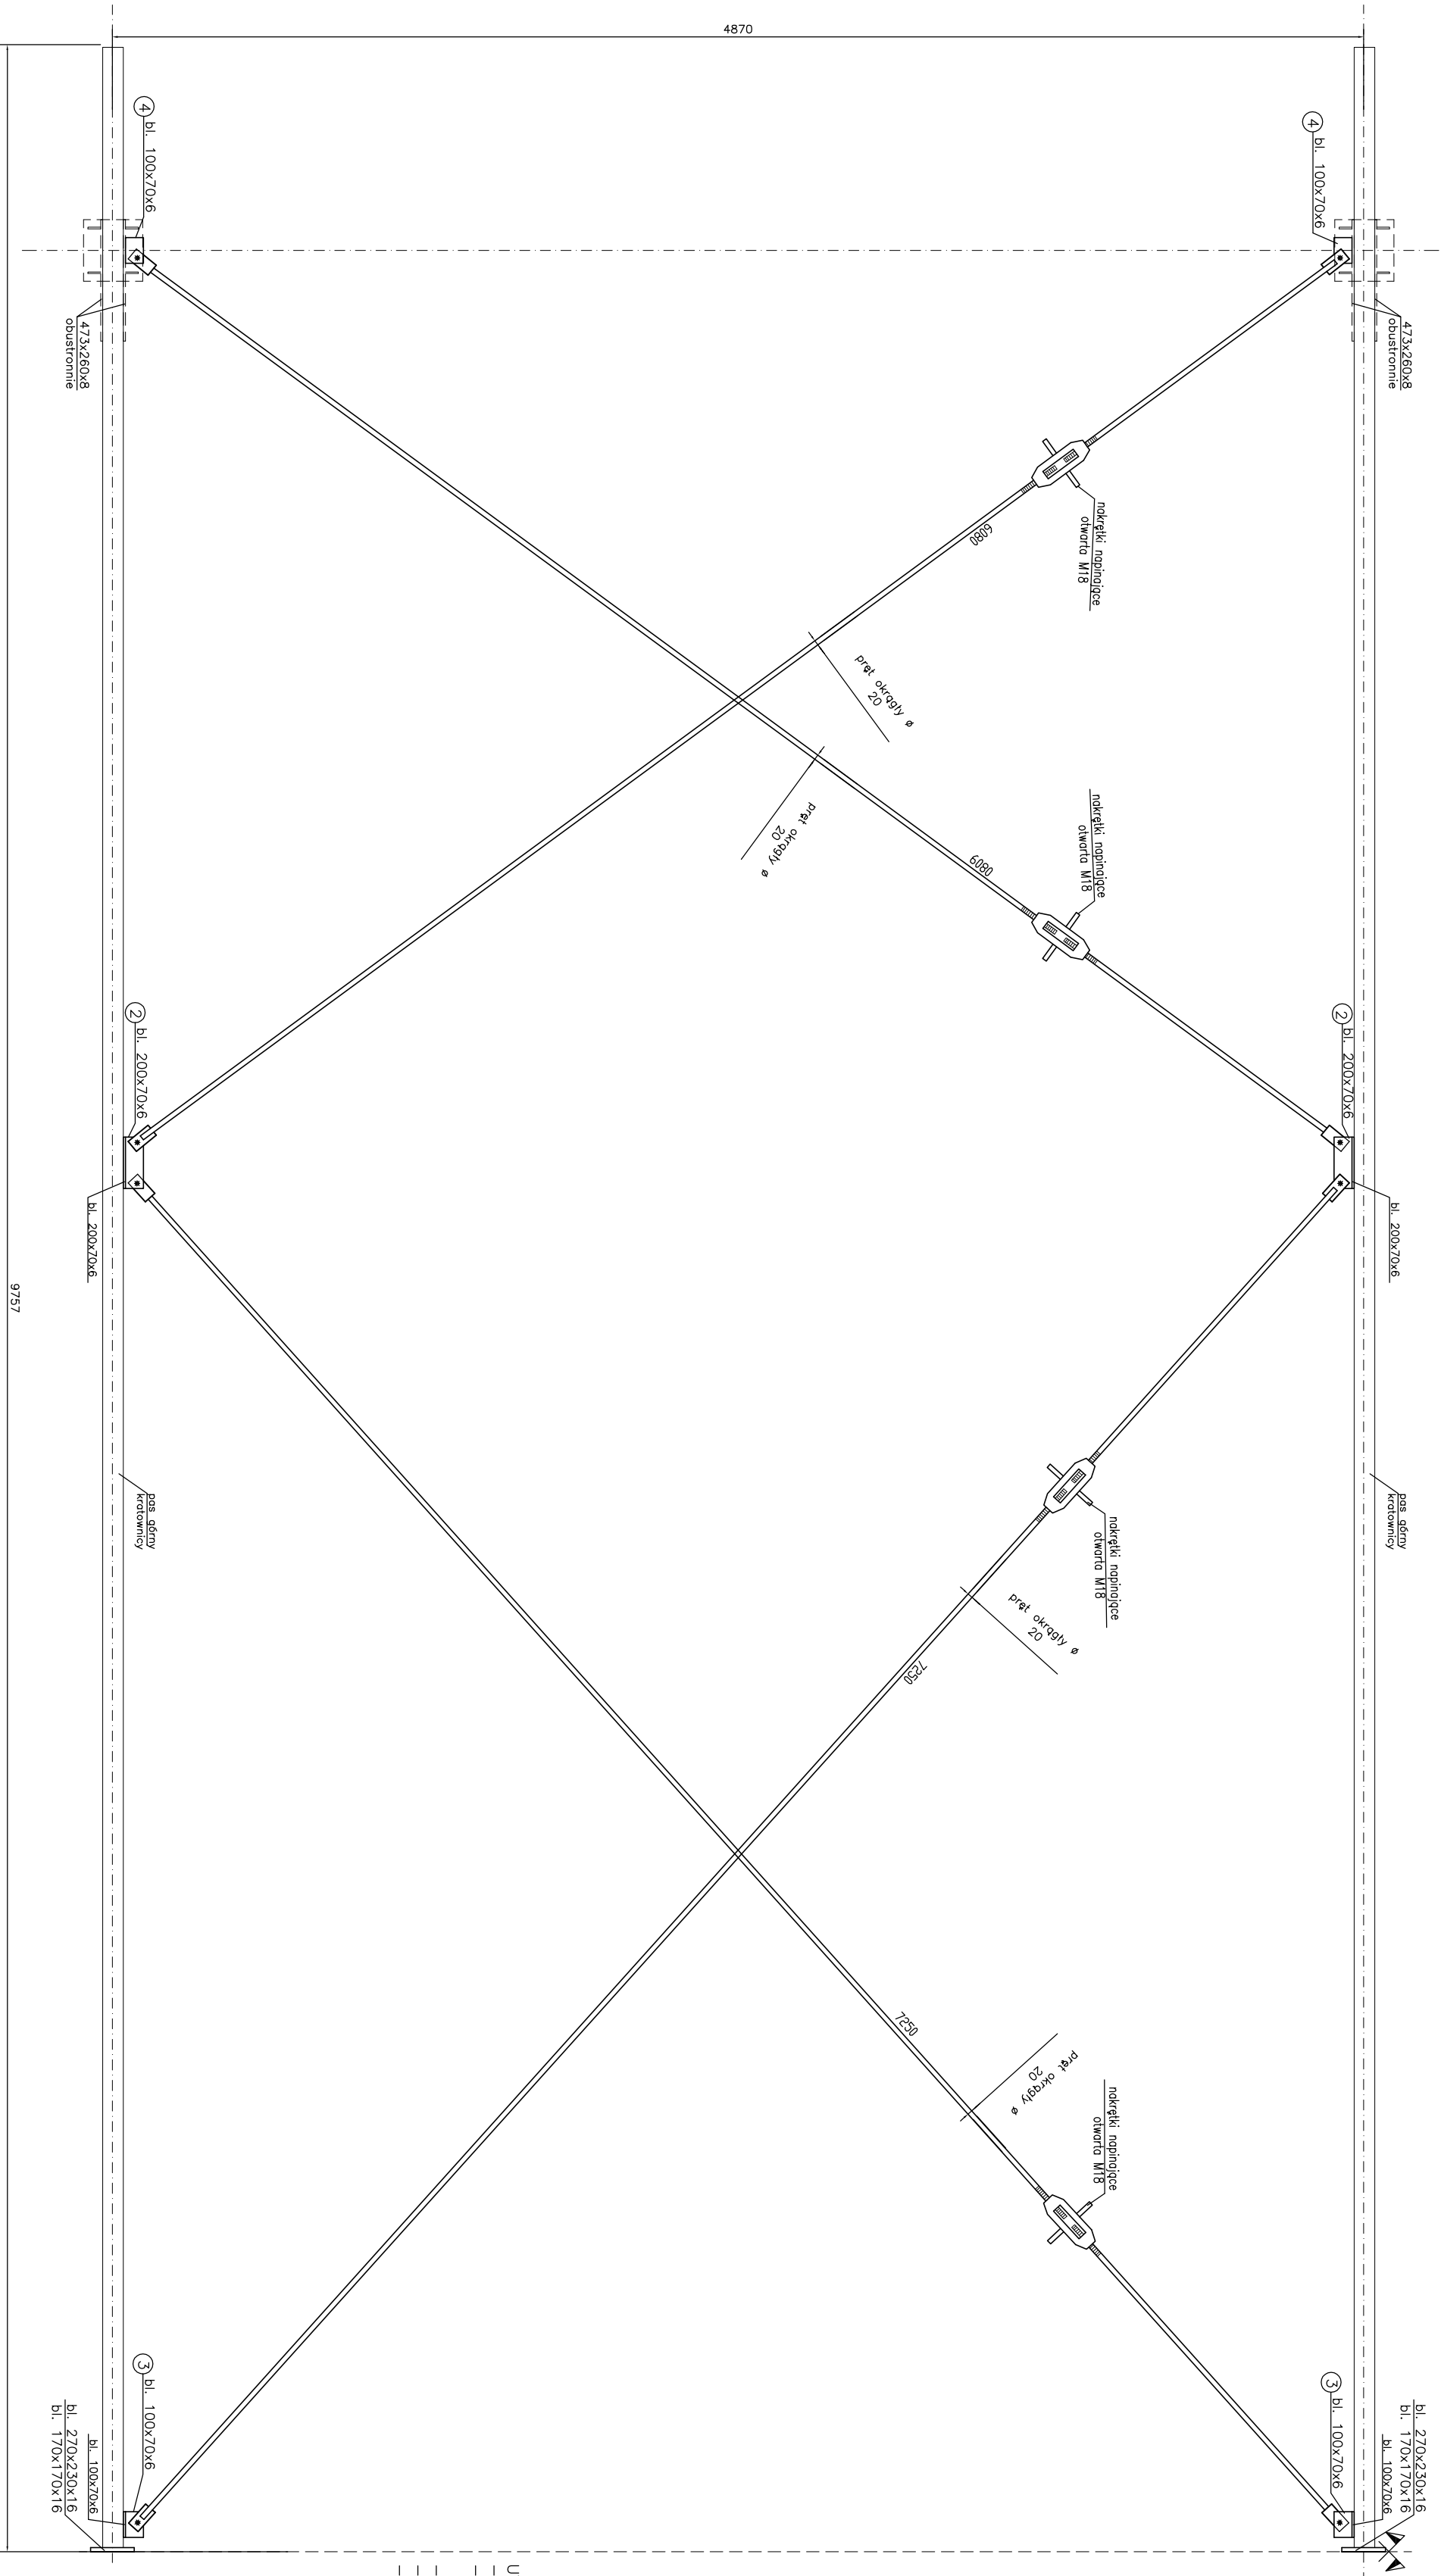 4870
④ bl. 100x70x6
④ bl. 100x70x6
473x260x8
obustronnie
473x260x8
obustronnie
nakrętki napinające
otwarta M18
6080
pręt okrągły ø
20
pręt okrągły ø
20
nakrętki napinające
otwarta M18
6080
② bl. 200x70x6
② bl. 200x70x6
bl. 200x70x6
bl. 200x70x6
9757
pas górny
kratownicy
pas górny
kratownicy
nakrętki napinające
otwarta M18
pręt okrągły ø
20
7250
7250
pręt okrągły ø
20
nakrętki napinające
otwarta M18
③ bl. 100x70x6
③ bl. 100x70x6
bl. 100x70x6
bl. 270x230x16
bl. 170x170x16
bl. 270x230x16
bl. 170x170x16
bl. 100x70x6